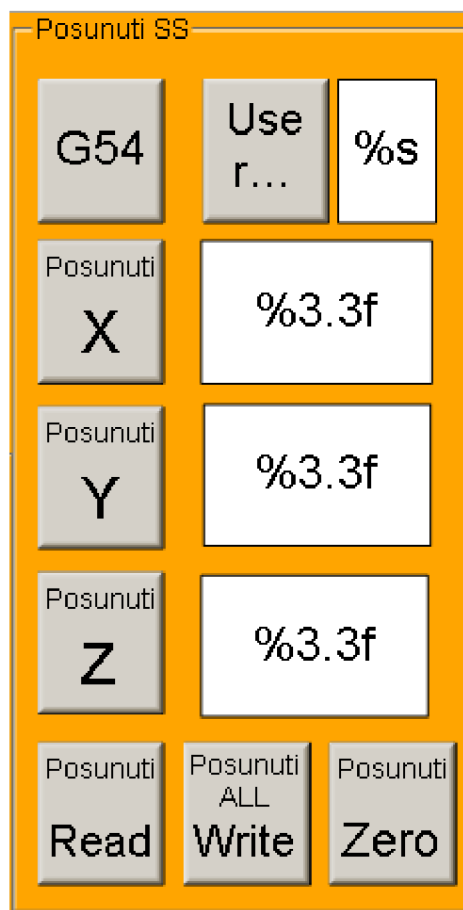 Posunuti SS
G54
Use
r...
%s
Posunuti
X
%3.3f
Posunuti
Y
%3.3f
Posunuti
Z
%3.3f
Posunuti
Read
Posunuti
ALL
Write
Posunuti
Zero